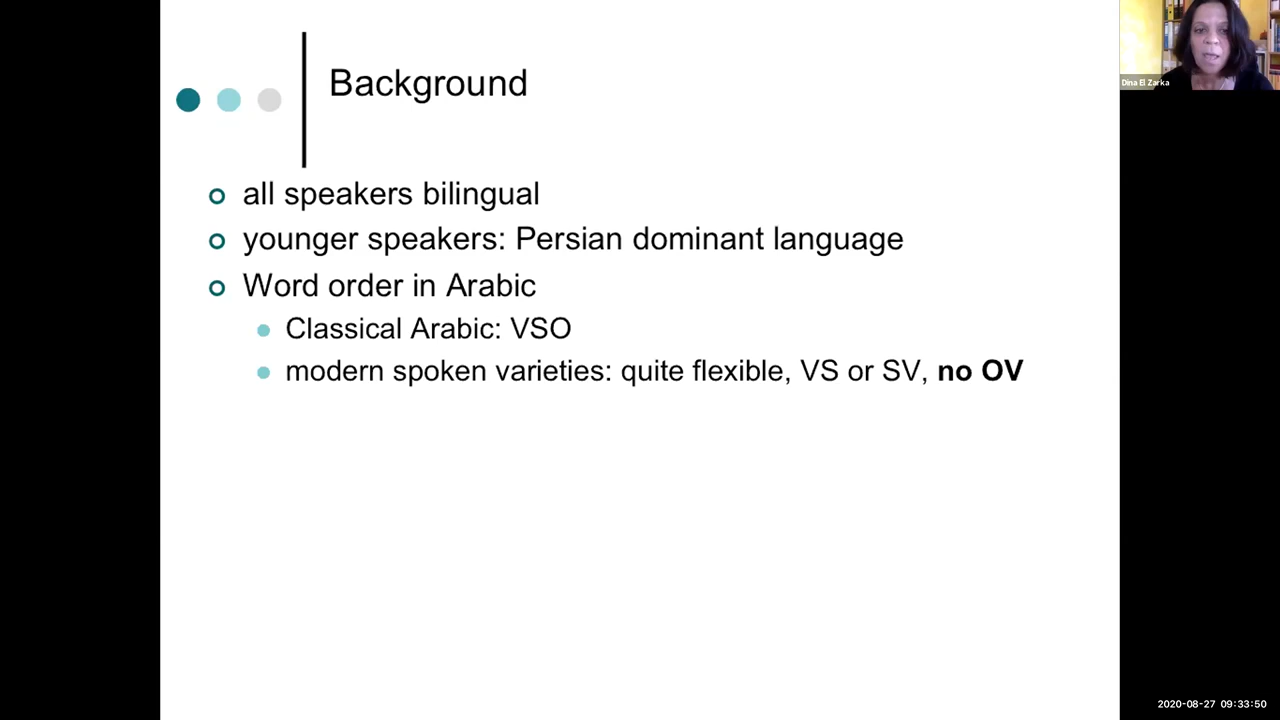 Background
all speakers bilingual
younger speakers: Persian dominant language
Word order in Arabic
Classical Arabic: VSO
modern spoken varieties: quite flexible, VS or SV, no OV
Dina El Zarka
2020-08-27 09:33:50